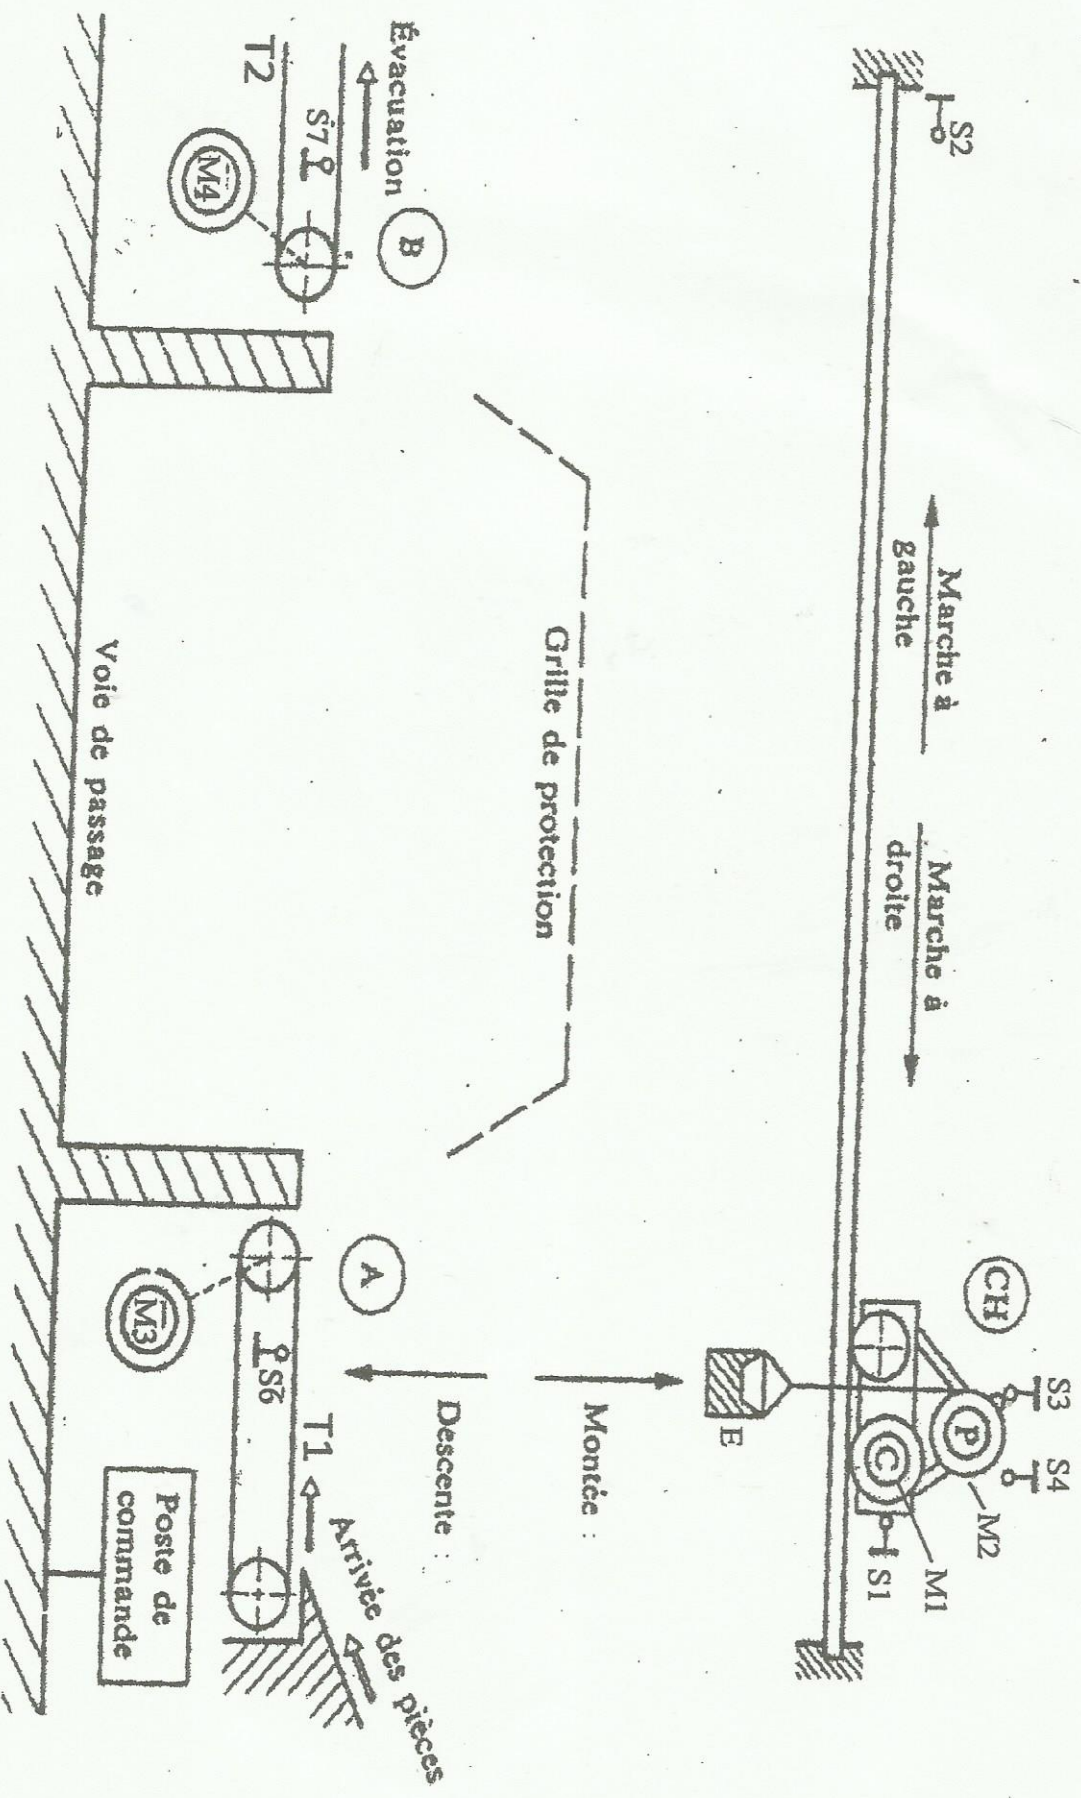 S2
Marche à
gauche
Marche à
droite
CH
S3
S4
P
C
M2
M1
S1
E
Montée :
Descente :
Grille de protection
Évacuation
B
A
S7
T2
M4
S6
T1
Arrivée des pièces
M3
Poste de
commande
Voie de passage